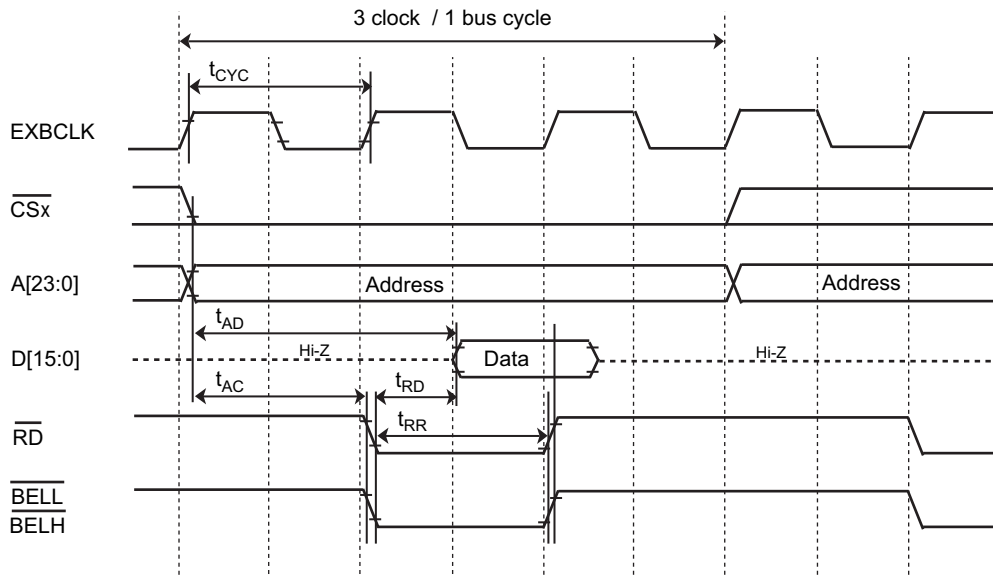 3 clock / 1 bus cycle
tCYC
EXBCLK
CSx
A[23:0]
Address
Address
tAD
D[15:0]
Hi-Z
Data
Hi-Z
tAC
tRD
tRR
RD
BELL
BELH